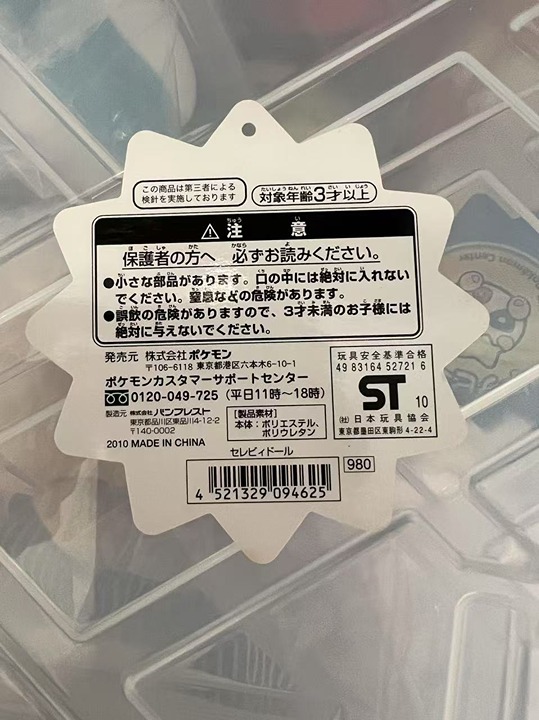 この商品は第三者による
検針を実施しております
対象年齢3才以上
注意
保護者の方へ 必ずお読みください。
●小さな部品があります。口の中には絶対に入れない
でください。窒息などの危険があります。
●誤飲の危険がありますので、3才未満のお子様には
絶対に与えないでください。
発売元 株式会社ポケモン
〒106-6118 東京都港区六本木6-10-1
ポケモンカスタマーサポートセンター
0120-049-725（平日11時〜18時）
製造元 株式会社バンプレスト
東京都品川区東品川4-12-2
〒140-0002
2010 MADE IN CHINA
【製品素材】
本体：ポリエステル、
ポリウレタン
玩具安全基準合格
49 83164 52721 6
ST
10
(社)日本玩具協会
東京都墨田区東駒形4-22-4
セレビィドール
980
4 521329 094625
Center